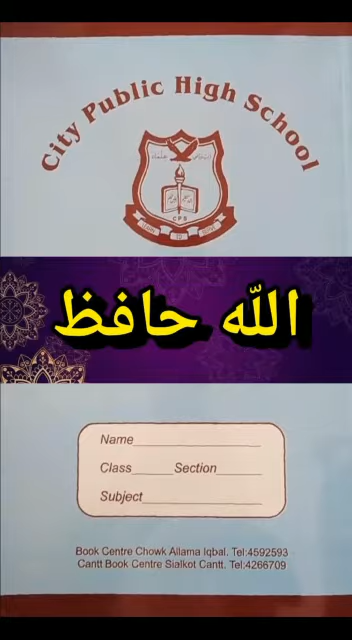 City Public High School
CPS
الله حافظ
Name
Class Section
Subject
Book Centre Chowk Allama Iqbal. Tel:4592593
Cantt Book Centre Sialkot Cantt. Tel:4266709